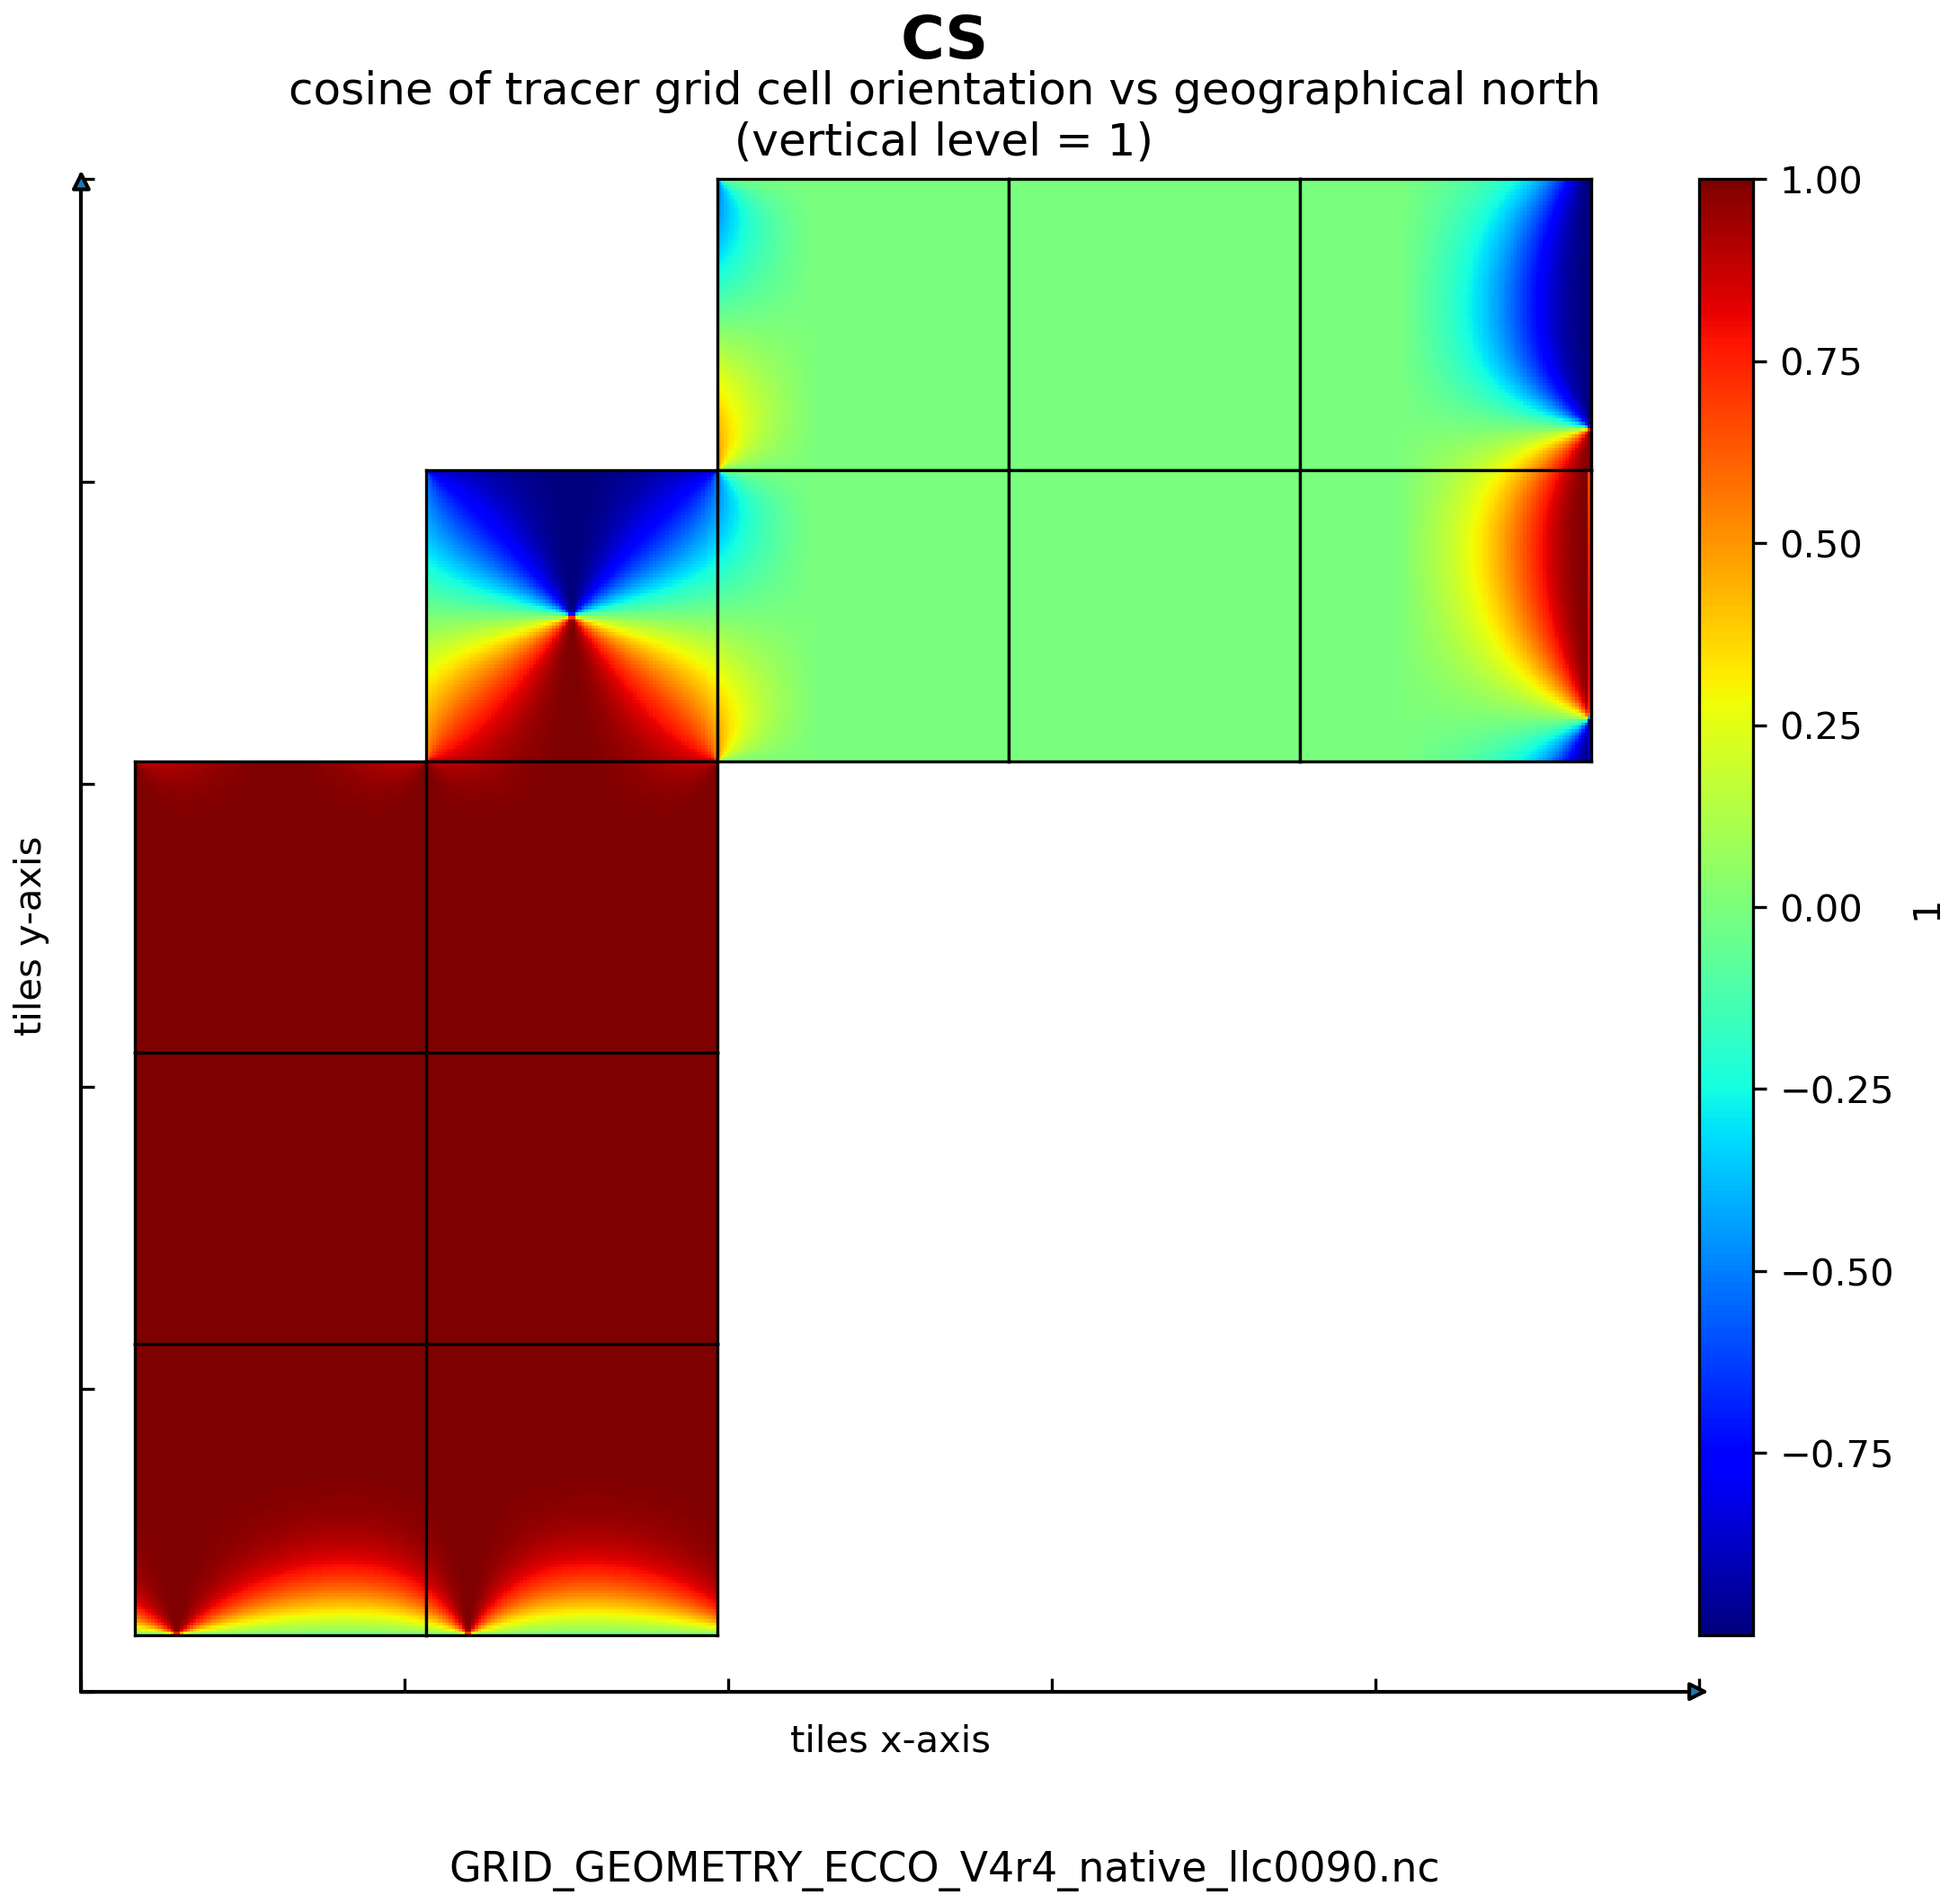 CS
cosine of tracer grid cell orientation vs geographical north
(vertical level = 1)
1.00
0.75
0.50
0.25
0.00
−0.25
−0.50
−0.75
1
tiles y-axis
tiles x-axis
GRID_GEOMETRY_ECCO_V4r4_native_llc0090.nc